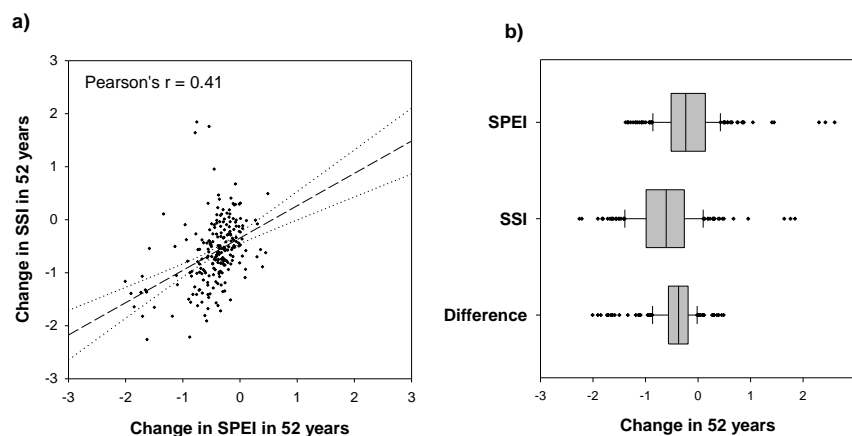 a)
Pearson's r = 0.41
Change in SSI in 52 years
3
2
1
-0
-1
-2
-3
-3 -2 -1 0 1 2 3
Change in SPEI in 52 years
b)
SPEI
SSI
Difference
-3 -2 -1 0 1 2 3
Change in 52 years